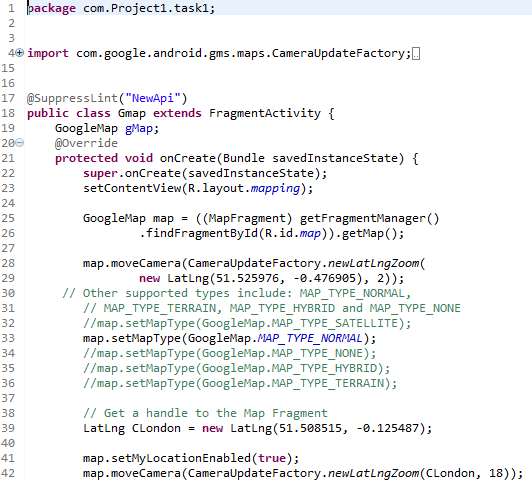 1 package com.Project1.task1;
2
3
4 import com.google.android.gms.maps.CameraUpdateFactory;
15
16
17 @SuppressLint("NewApi")
18 public class Gmap extends FragmentActivity {
19     GoogleMap gMap;
20     @Override
21     protected void onCreate(Bundle savedInstanceState) {
22         super.onCreate(savedInstanceState);
23         setContentView(R.layout.mapping);
24
25         GoogleMap map = ((MapFragment) getFragmentManager()
26                 .findFragmentById(R.id.map)).getMap();
27
28         map.moveCamera(CameraUpdateFactory.newLatLngZoom(
29                 new LatLng(51.525976, -0.476905), 2));
30      // Other supported types include: MAP_TYPE_NORMAL,
31         // MAP_TYPE_TERRAIN, MAP_TYPE_HYBRID and MAP_TYPE_NONE
32         //map.setMapType(GoogleMap.MAP_TYPE_SATELLITE);
33         map.setMapType(GoogleMap.MAP_TYPE_NORMAL);
34         //map.setMapType(GoogleMap.MAP_TYPE_NONE);
35         //map.setMapType(GoogleMap.MAP_TYPE_HYBRID);
36         //map.setMapType(GoogleMap.MAP_TYPE_TERRAIN);
37
38         // Get a handle to the Map Fragment
39         LatLng CLondon = new LatLng(51.508515, -0.125487);
40
41         map.setMyLocationEnabled(true);
42         map.moveCamera(CameraUpdateFactory.newLatLngZoom(CLondon, 18));